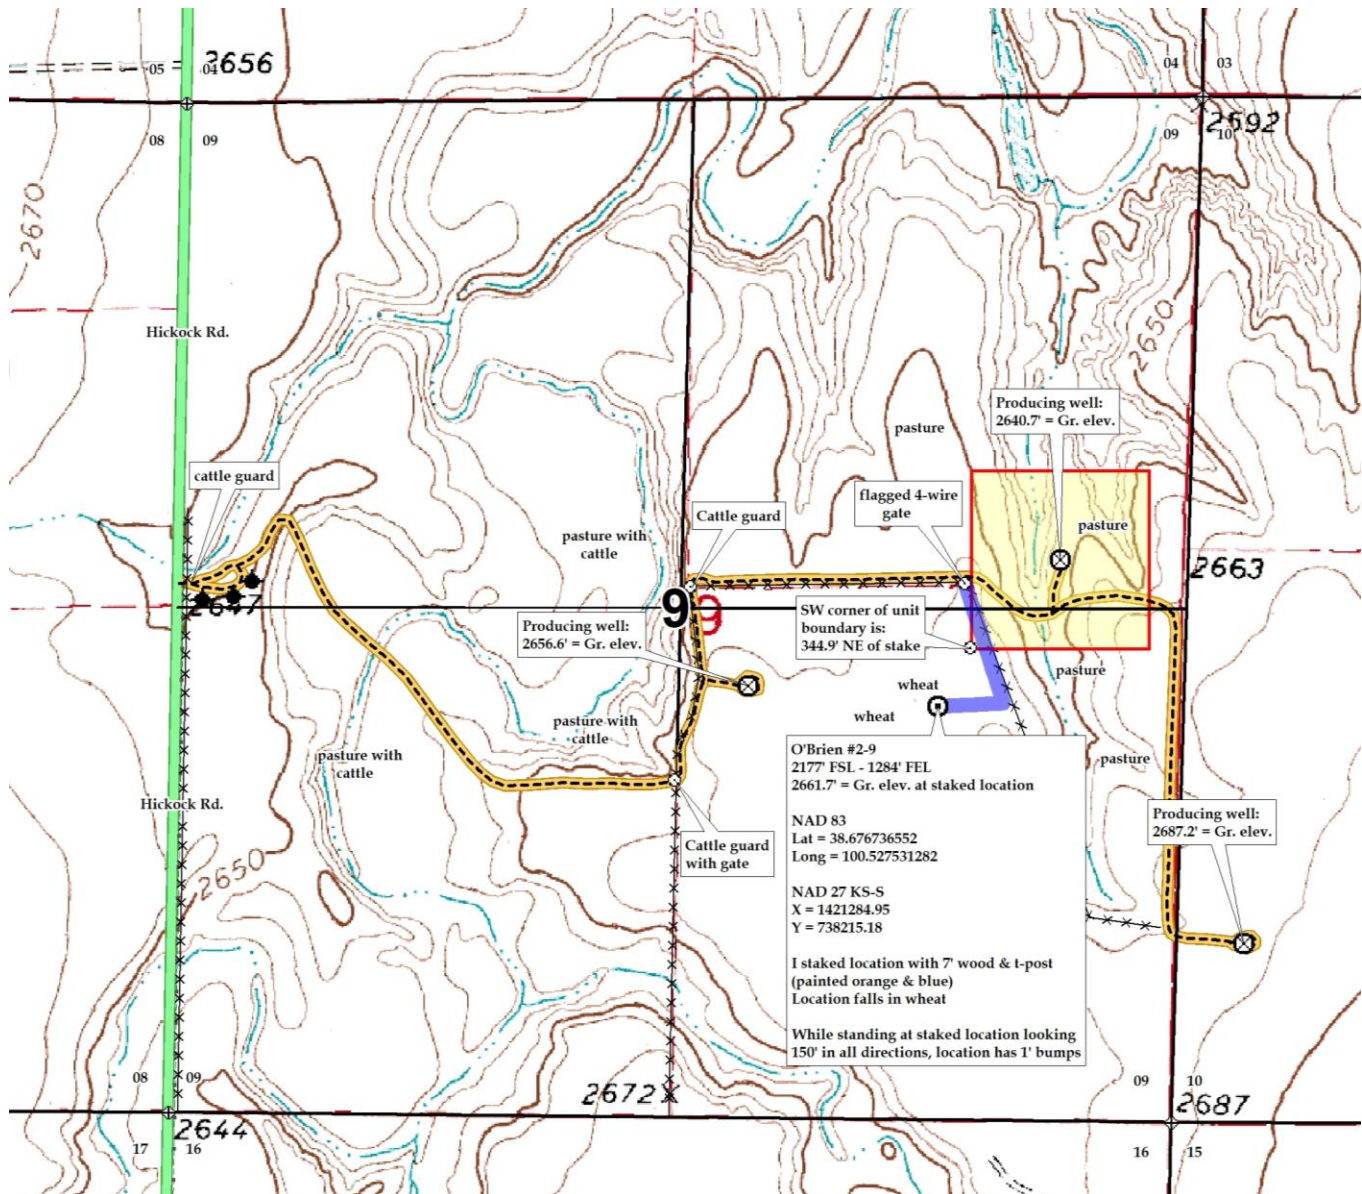 2656
05 04
04 03
2692
08 09
09 10
2670
Hickock Rd.
2650
Producing well:
2640.7' = Gr. elev.
pasture
cattle guard
flagged 4-wire
gate
Cattle guard
pasture
pasture with
cattle
2663
2647
9
9
SW corner of unit
boundary is:
344.9' NE of stake
Producing well:
2656.6' = Gr. elev.
pasture
wheat
wheat
pasture with
cattle
pasture with
cattle
pasture
O'Brien #2-9
2177' FSL - 1284' FEL
2661.7' = Gr. elev. at staked location
NAD 83
Lat = 38.676736552
Long = 100.527531282
NAD 27 KS-S
X = 1421284.95
Y = 738215.18
I staked location with 7' wood & t-post
(painted orange & blue)
Location falls in wheat
While standing at staked location looking
150' in all directions, location has 1' bumps
Hickock Rd.
Producing well:
2687.2' = Gr. elev.
Cattle guard
with gate
2650
08 09
09 10
2672
2687
2644
17 16
16 15